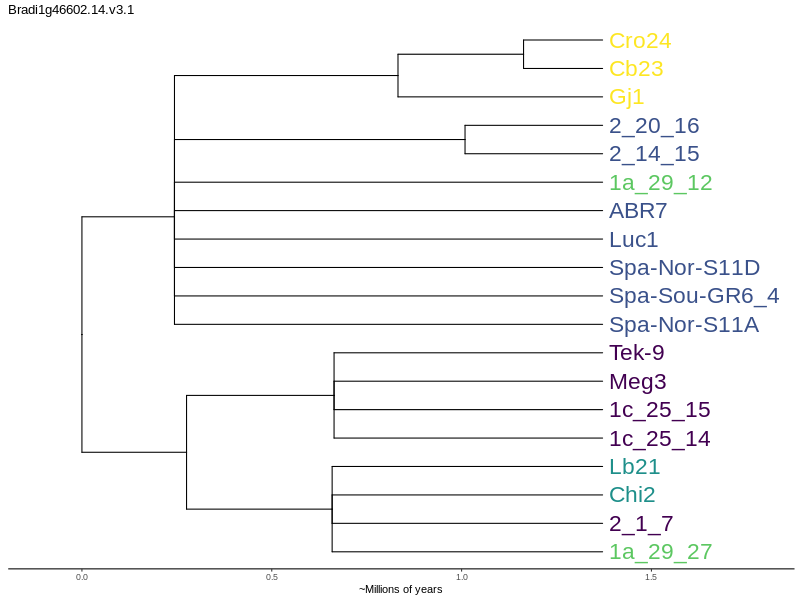 Bradi1g46602.14.v3.1
Cro24
Cb23
Gj1
2_20_16
2_14_15
1a_29_12
ABR7
Luc1
Spa-Nor-S11D
Spa-Sou-GR6_4
Spa-Nor-S11A
Tek-9
Meg3
1c_25_15
1c_25_14
Lb21
Chi2
2_1_7
1a_29_27
0.0 0.5 1.0 1.5
~Millions of years